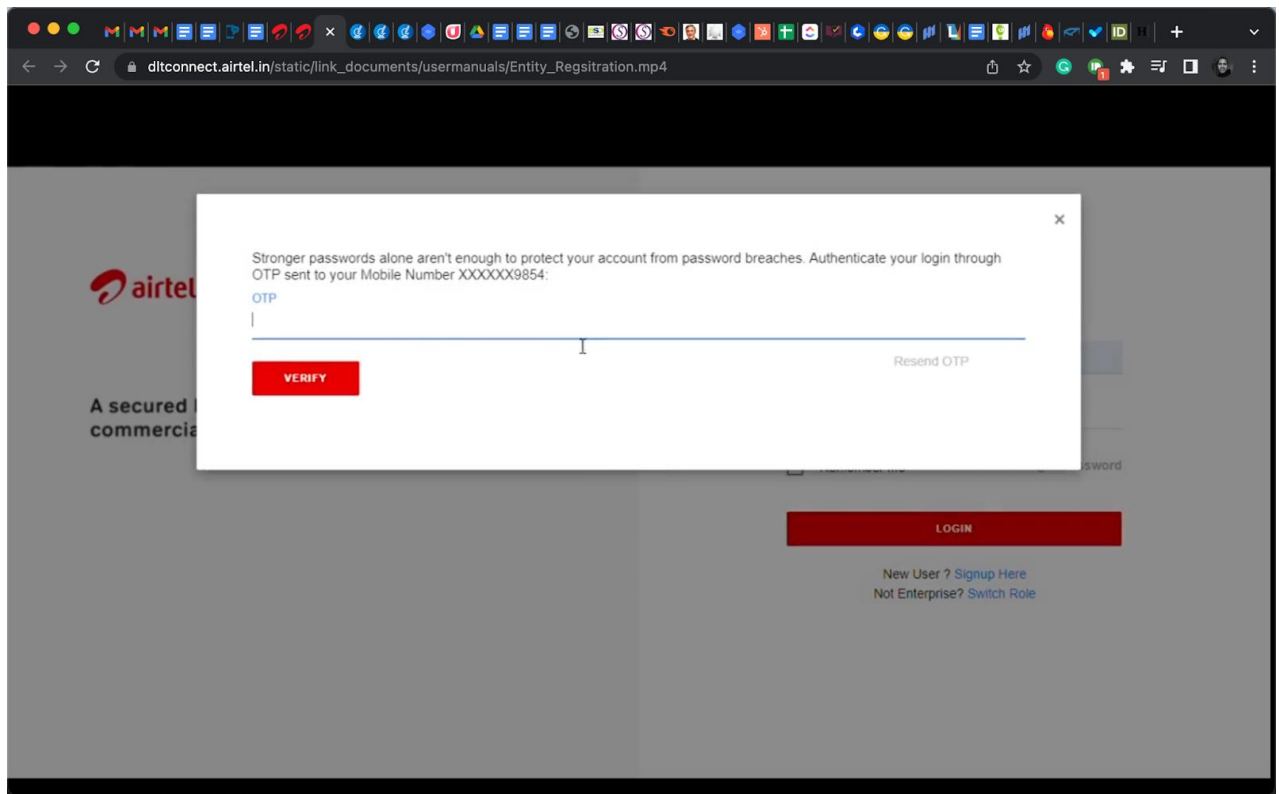 dltconnect.airtel.in/static/link_documents/usermanuals/Entity_Regsitration.mp4
Stronger passwords alone aren't enough to protect your account from password breaches. Authenticate your login through
OTP sent to your Mobile Number XXXXXX9854:
OTP
airtel
VERIFY
Resend OTP
A secured
commercia
sword
LOGIN
New User ? Signup Here
Not Enterprise? Switch Role